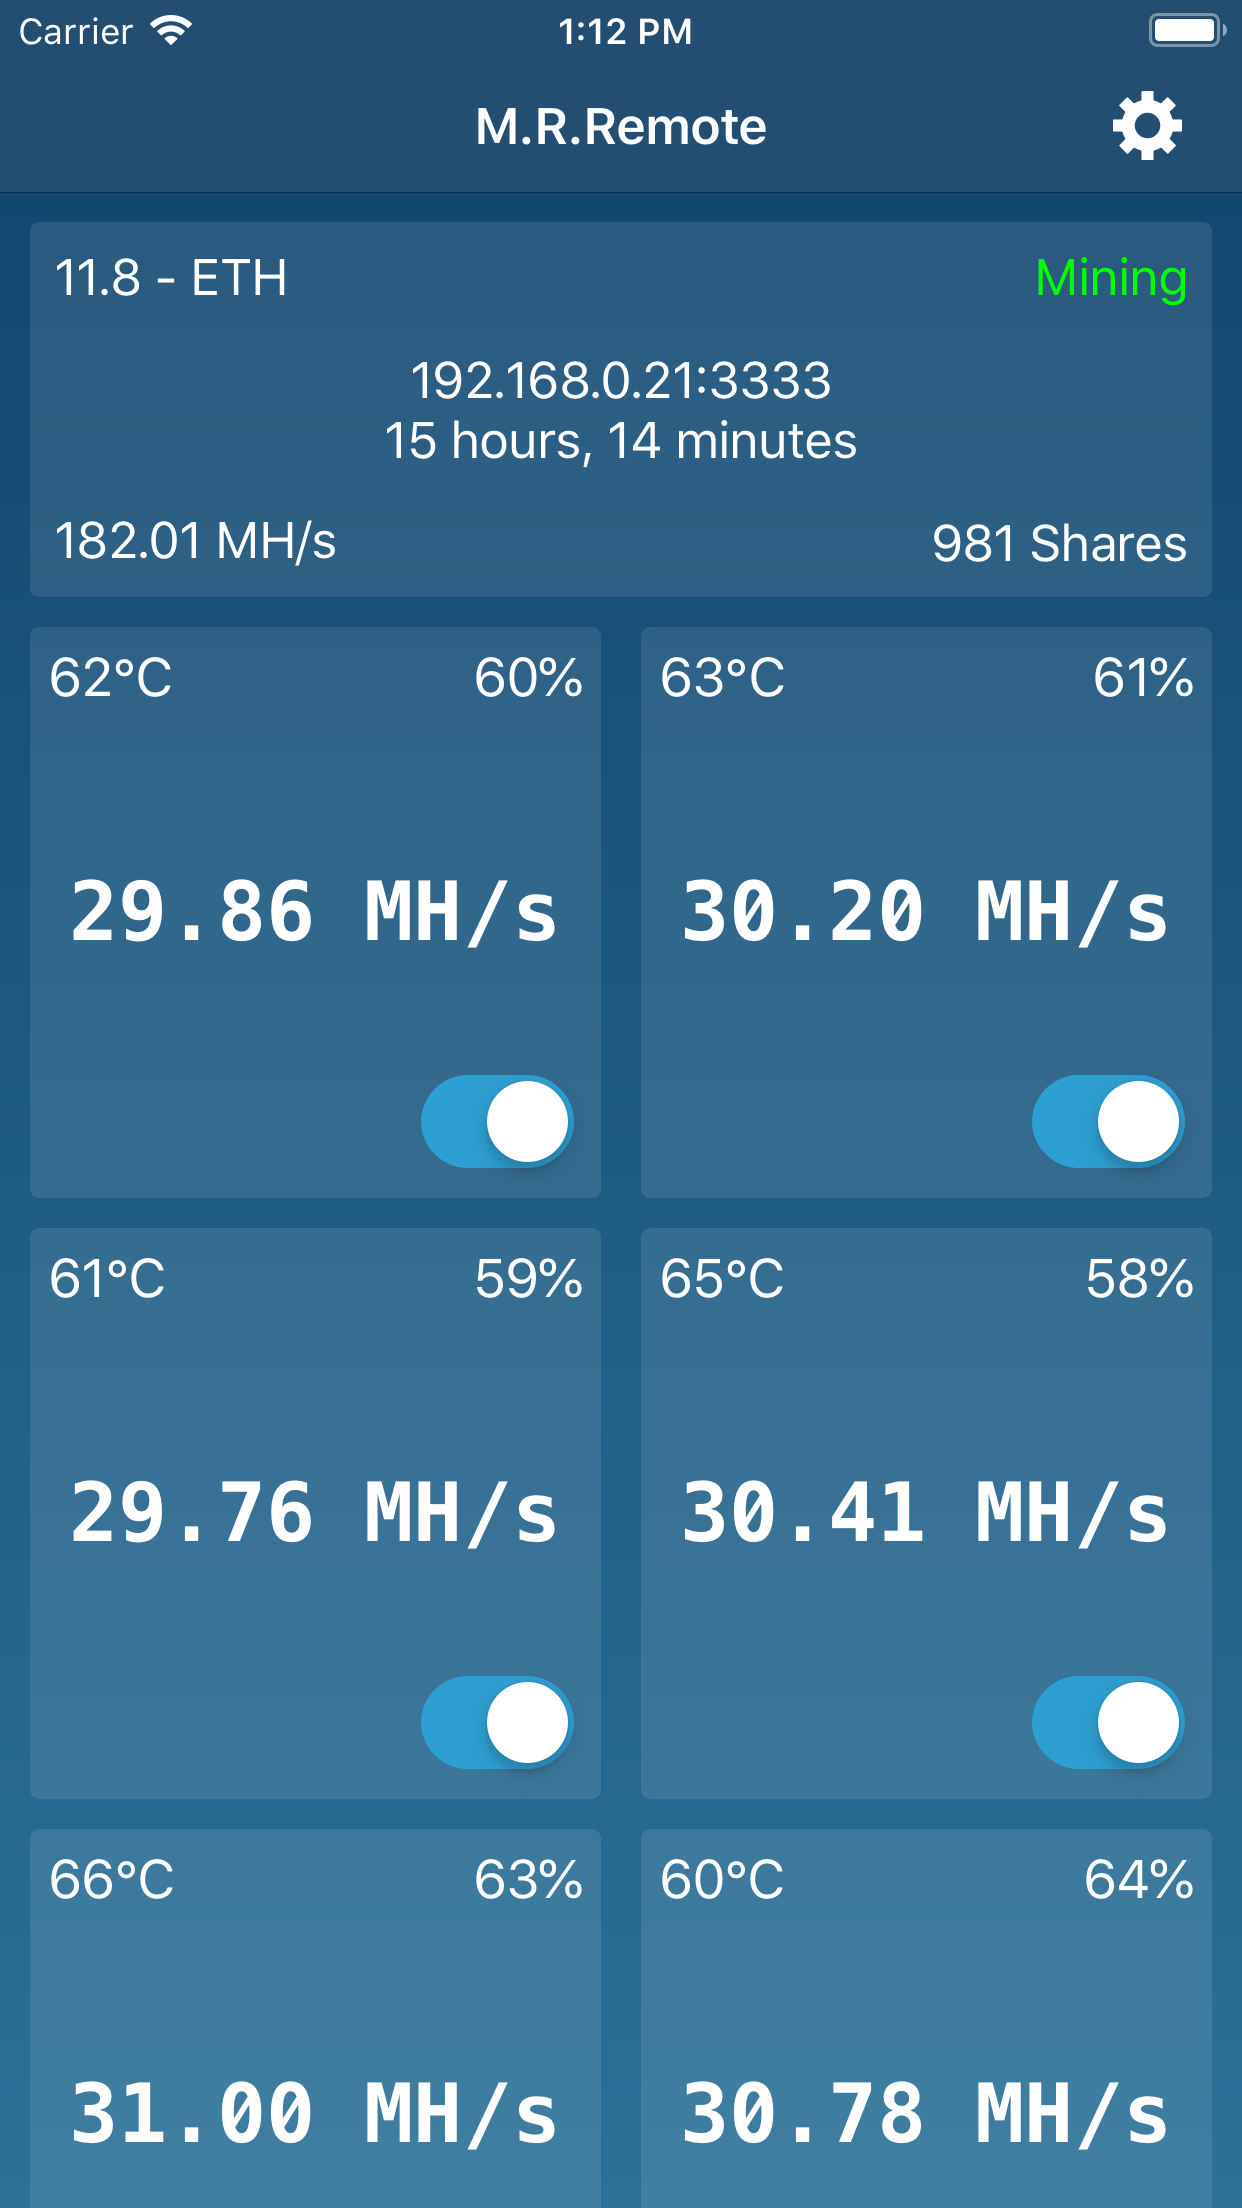 Carrier 1:12 PM
M.R.Remote
11.8 - ETH Mining
192.168.0.21:3333
15 hours, 14 minutes
182.01 MH/s 981 Shares
62°C 60%
29.86 MH/s
63°C 61%
30.20 MH/s
61°C 59%
29.76 MH/s
65°C 58%
30.41 MH/s
66°C 63%
31.00 MH/s
60°C 64%
30.78 MH/s